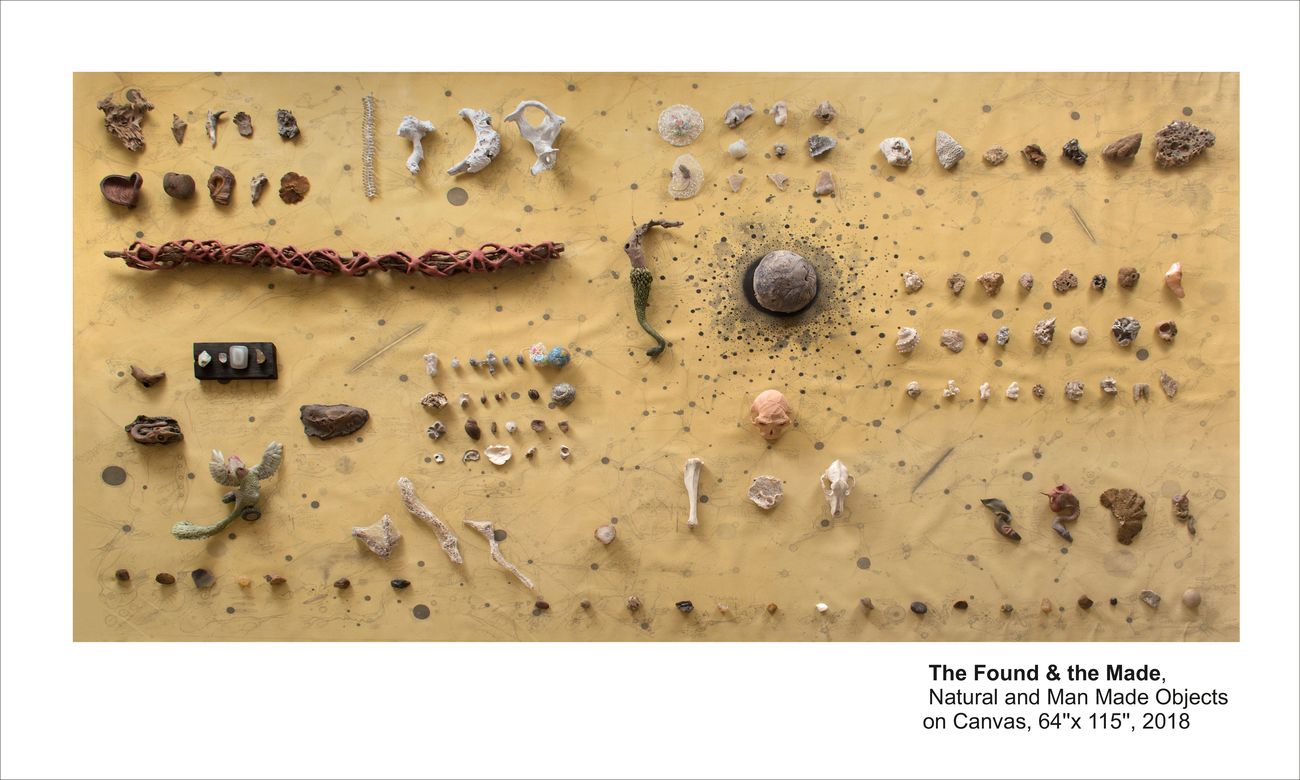 The Found & the Made,
Natural and Man Made Objects
on Canvas, 64"x 115", 2018